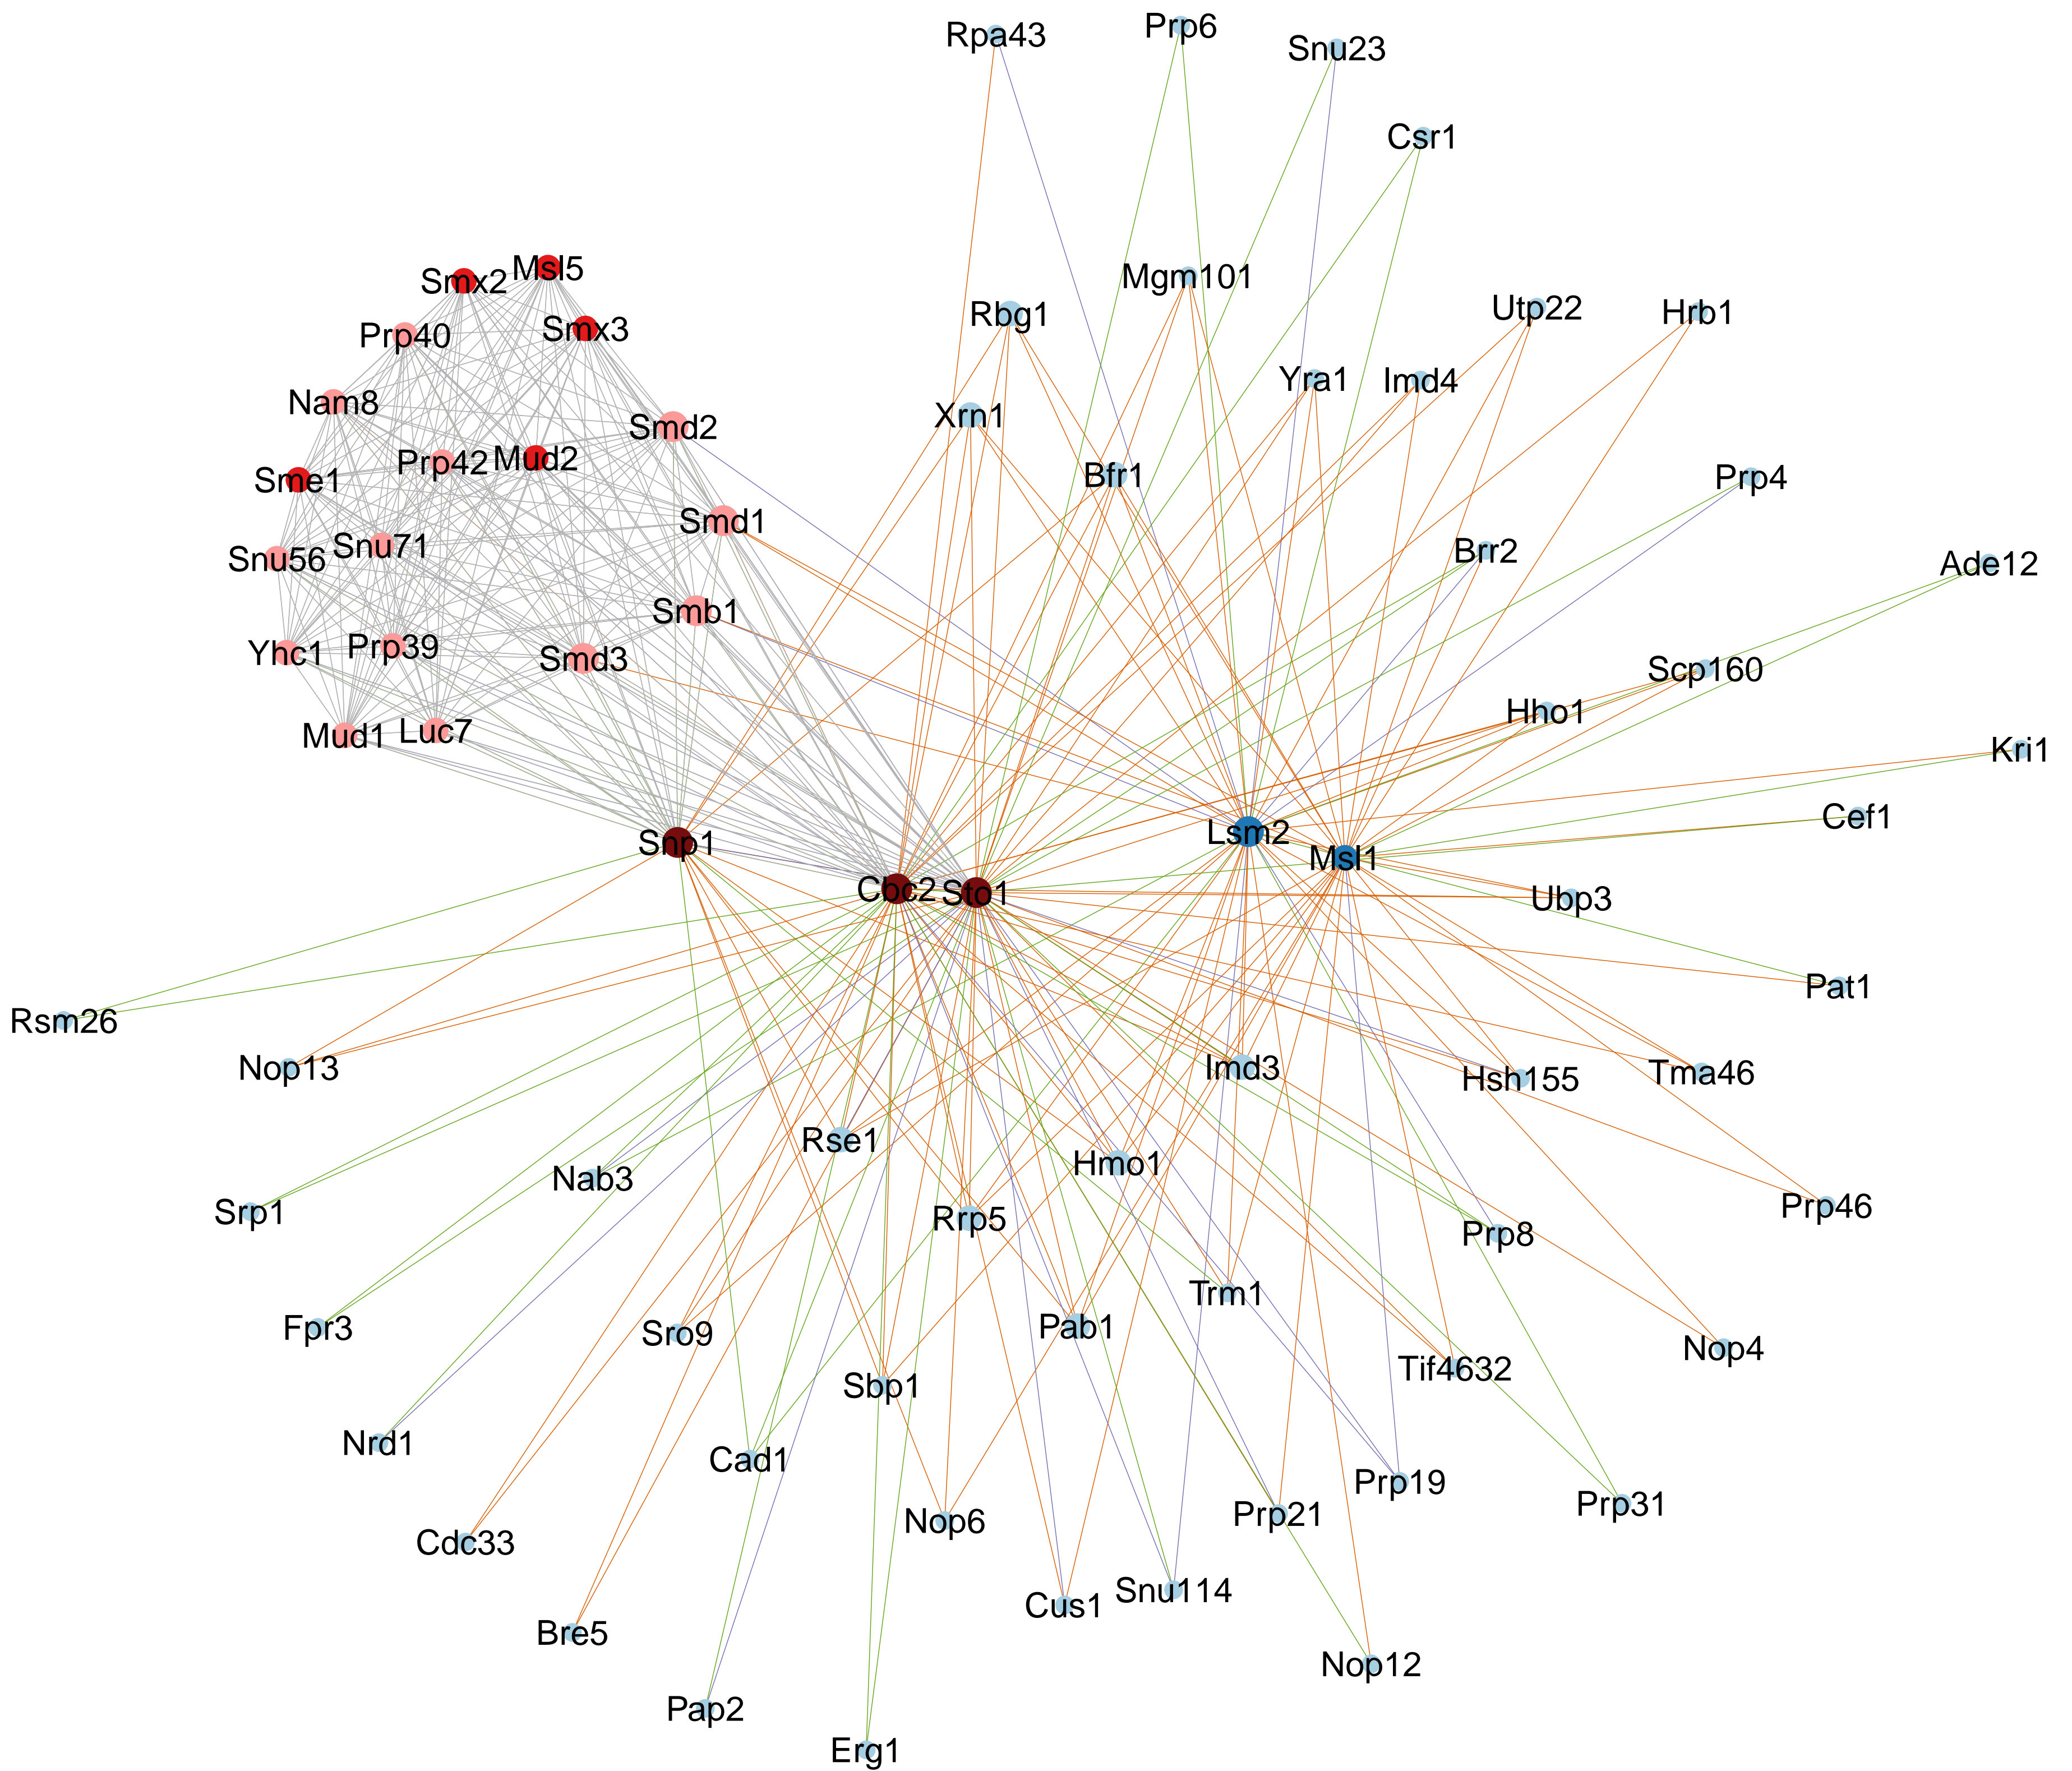 Rpa43
Prp6
Snu23
Csr1
Smx2
Msl5
Mgm101
Rbg1
Utp22
Hrb1
Prp40
Smx3
Yra1
Imd4
Nam8
Xrn1
Smd2
Prp42
Mud2
Bfr1
Prp4
Sme1
Smd1
Snu56
Snu71
Brr2
Ade12
Smb1
Yhc1
Prp39
Smd3
Scp160
Hho1
Mud1
Luc7
Kri1
Snp1
Lsm2
Cef1
Msl1
Cbc2
Sto1
Ubp3
Pat1
Rsm26
Nop13
Imd3
Hsh155
Tma46
Rse1
Nab3
Hmo1
Srp1
Rrp5
Prp46
Prp8
Trm1
Fpr3
Sro9
Pab1
Nop4
Sbp1
Tif4632
Nrd1
Cad1
Prp19
Cdc33
Nop6
Prp21
Prp31
Snu114
Cus1
Bre5
Nop12
Pap2
Erg1